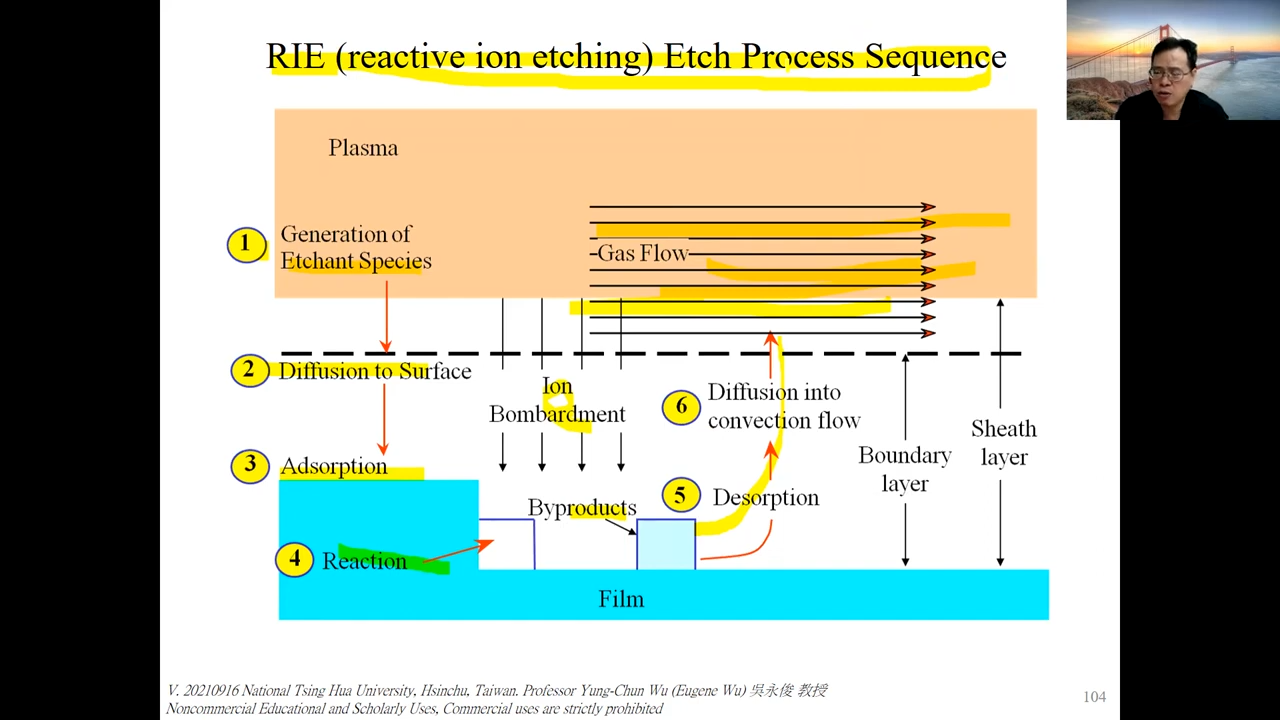 RIE (reactive ion etching) Etch Process Sequence
Plasma
1
Generation of
Etchant Species
Gas Flow
2
Diffusion to Surface
Ion
Bombardment
6
Diffusion into
convection flow
Sheath
layer
Boundary
layer
3
Adsorption
5
Desorption
Byproducts
4
Reaction
Film
V. 20210916 National Tsing Hua University, Hsinchu, Taiwan. Professor Yung-Chun Wu (Eugene Wu) 吳永俊 教授
Noncommercial Educational and Scholarly Uses, Commercial uses are strictly prohibited
104